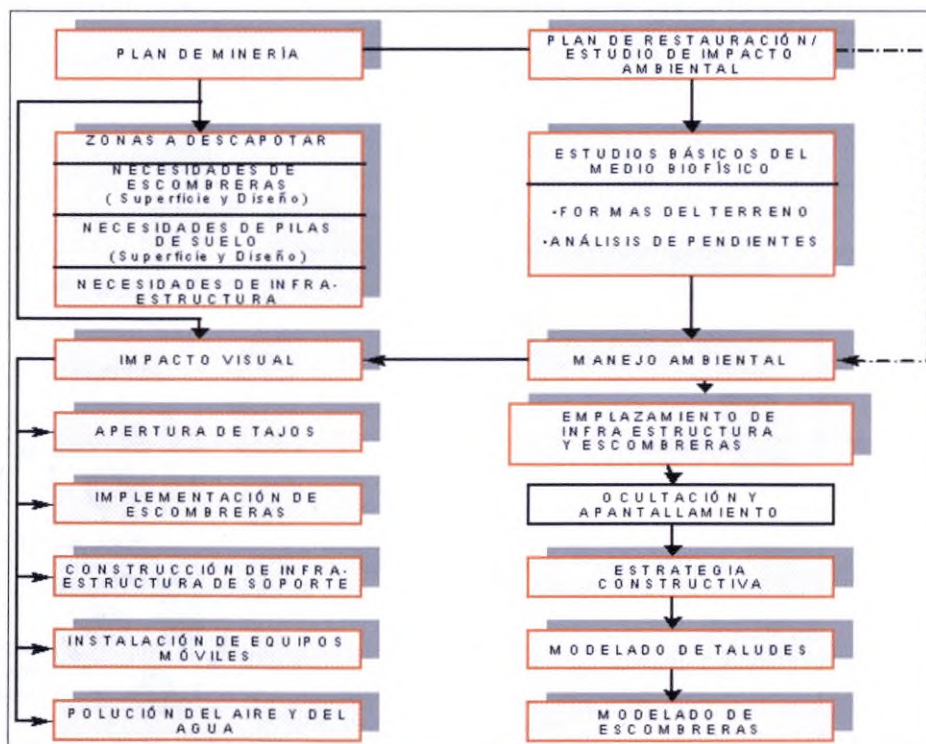 PLAN DE MINERÍA
PLAN DE RESTAURACIÓN/
ESTUDIO DE IMPACTO
AMBIENTAL
ZONAS A DESCAPOTAR
NECESIDADES DE
ESCOMBRERAS
(Superficie y Diseño)
NECESIDADES DE PILAS
DE SUELO
(Superficie y Diseño)
NECESIDADES DE INFRA-
ESTRUCTURA
ESTUDIOS BÁSICOS DEL
MEDIO BIOFÍSICO
•FORMAS DEL TERRENO
•ANÁLISIS DE PENDIENTES
IMPACTO VISUAL
MANEJO AMBIENTAL
APERTURA DE TAJOS
IMPLEMENTACIÓN DE
ESCOMBRERAS
CONSTRUCCIÓN DE INFRA-
ESTRUCTURA DE SOPORTE
INSTALACIÓN DE EQUIPOS
MÓVILES
POLUCIÓN DEL AIRE Y DEL
AGUA
EMPLAZAMIENTO DE
INFRA ESTRUCTURA
Y ESCOMBRERAS
OCULTACIÓN Y
APANTALLAMIENTO
ESTRATEGIA
CONSTRUCTIVA
MODELADO DE TALUDES
MODELADO DE
ESCOMBRERAS